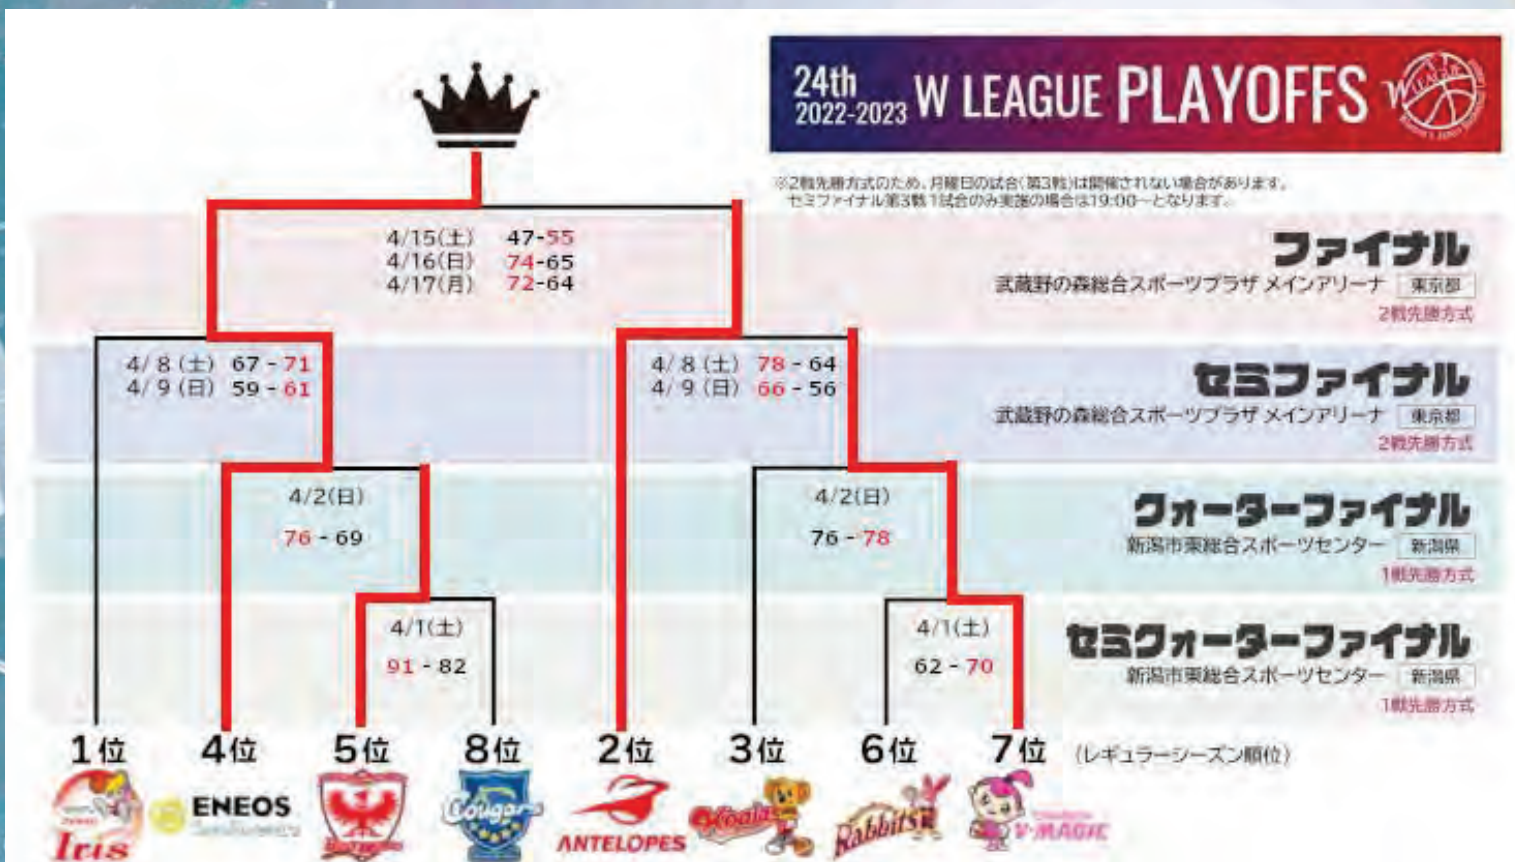 24th
2022-2023 W LEAGUE PLAYOFFS
W LEAGUE
※2戦先勝方式のため、月曜日の試合(第3戦)は開催されない場合があります。
セミファイナル第3戦 1試合のみ実施の場合は19:00～となります。
4/15(土) 47-55
4/16(日) 74-65
4/17(月) 72-64
ファイナル
武蔵野の森総合スポーツプラザ メインアリーナ 東京都
2戦先勝方式
4/ 8 (土) 67 - 71
4/ 9 (日) 59 - 61
4/ 8 (土) 78 - 64
4/ 9 (日) 66 - 56
セミファイナル
武蔵野の森総合スポーツプラザ メインアリーナ 東京都
2戦先勝方式
4/2(日)
76 - 69
4/2(日)
76 - 78
クォーターファイナル
新潟市東総合スポーツセンター 新潟県
1戦先勝方式
4/1(土)
91 - 82
4/1(土)
62 - 70
セミクォーターファイナル
新潟市東総合スポーツセンター 新潟県
1戦先勝方式
1位 4位 5位 8位 2位 3位 6位 7位 (レギュラーシーズン順位)
Iris
ENEOS
Cougars
ANTELOPES
Koalas
Rabbits
V-MAGIC